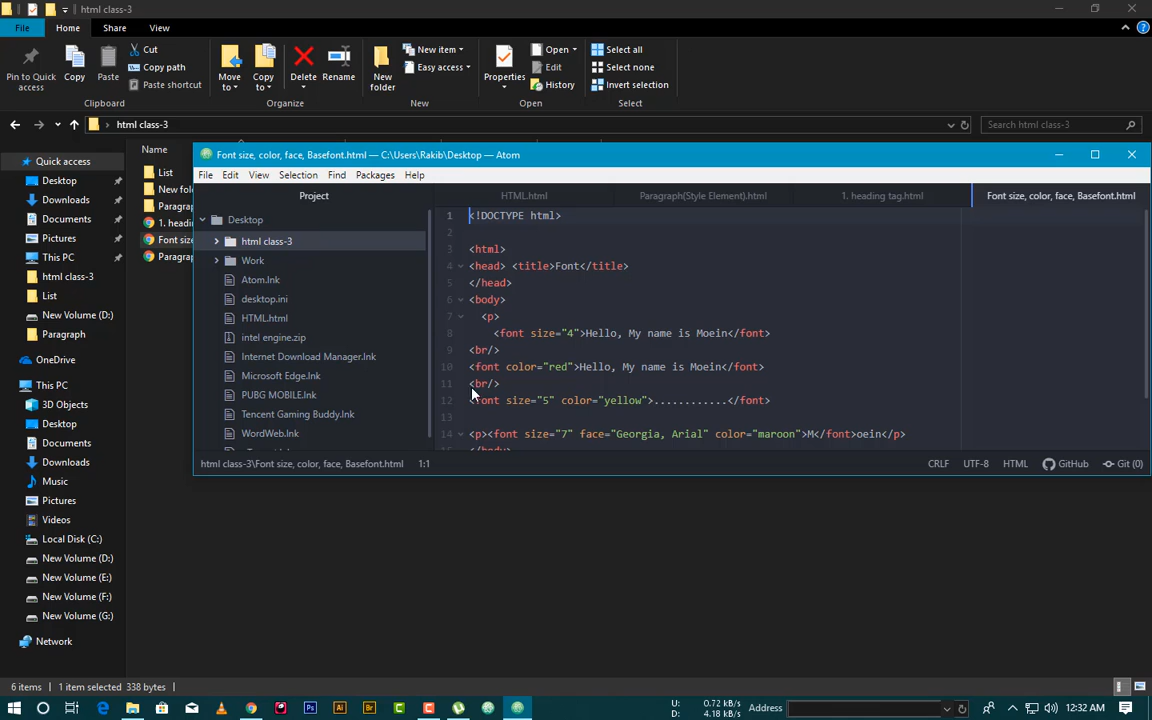 html class-3
File
Home
Share
View
Pin to Quick
access
Copy
Paste
Cut
Copy path
Paste shortcut
Clipboard
Move
to
Copy
to
Delete
Rename
Organize
New
folder
New item
Easy access
New
Properties
Open
Edit
History
Open
Select all
Select none
Invert selection
Select
html class-3
Search html class-3
Name
List
New fol
Paragra
1. headi
Font size
Paragra
Quick access
Desktop
Downloads
Documents
Pictures
This PC
html class-3
List
New Volume (D:)
Paragraph
OneDrive
This PC
3D Objects
Desktop
Documents
Downloads
Music
Pictures
Videos
Local Disk (C:)
New Volume (D:)
New Volume (E:)
New Volume (F:)
New Volume (G:)
Network
Font size, color, face, Basefont.html — C:\Users\Rakib\Desktop — Atom
File Edit View Selection Find Packages Help
Project
Desktop
html class-3
Work
Atom.lnk
desktop.ini
HTML.html
intel engine.zip
Internet Download Manager.lnk
Microsoft Edge.lnk
PUBG MOBILE.lnk
Tencent Gaming Buddy.lnk
WordWeb.lnk
HTML.html
Paragraph(Style Element).html
1. heading tag.html
Font size, color, face, Basefont.html
1 <!DOCTYPE html>
2
3 <html>
4 <head> <title>Font</title>
5 </head>
6 <body>
7 <p>
8 <font size="4">Hello, My name is Moein</font>
9 <br/>
10 <font color="red">Hello, My name is Moein</font>
11 <br/>
12 <font size="5" color="yellow">............</font>
13
14 <p><font size="7" face="Georgia, Arial" color="maroon">M</font>oein</p>
15 </body>
html class-3\Font size, color, face, Basefont.html 1:1
CRLF UTF-8 HTML GitHub Git (0)
6 items 1 item selected 338 bytes
U: 0.72 kB/s
D: 4.18 kB/s
Address
12:32 AM